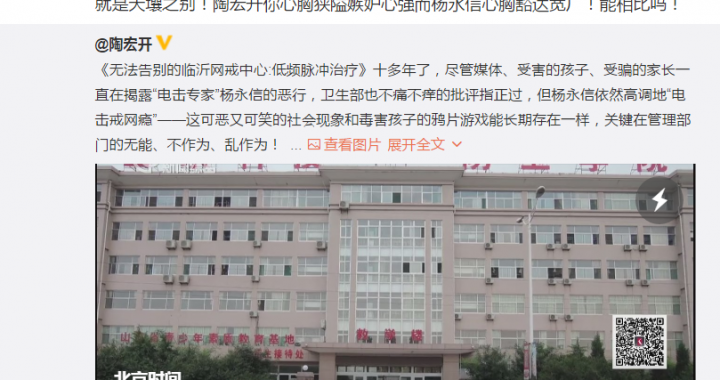 就是天壤之别！陶宏开你心胸狭隘嫉妒心强而杨永信心胸豁达宽广！能相比吗！
@陶宏开
《无法告别的临沂网戒中心:低频脉冲治疗》十多年了，尽管媒体、受害的孩子、受骗的家长一
直在揭露“电击专家”杨永信的恶行，卫生部也不痛不痒的批评指正过，但杨永信依然高调地“电
击戒网瘾”——这可恶又可笑的社会现象和毒害孩子的鸦片游戏能长期存在一样，关键在管理部
门的无能、不作为、乱作为！ ... 查看图片 展开全文
教学楼
北京时间